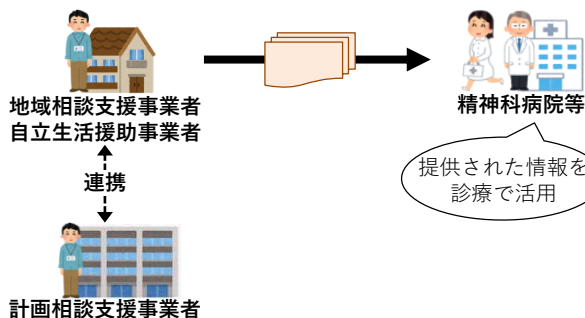 地域相談支援事業者
自立生活援助事業者
精神科病院等
連携
提供された情報を
診療で活用
計画相談支援事業者